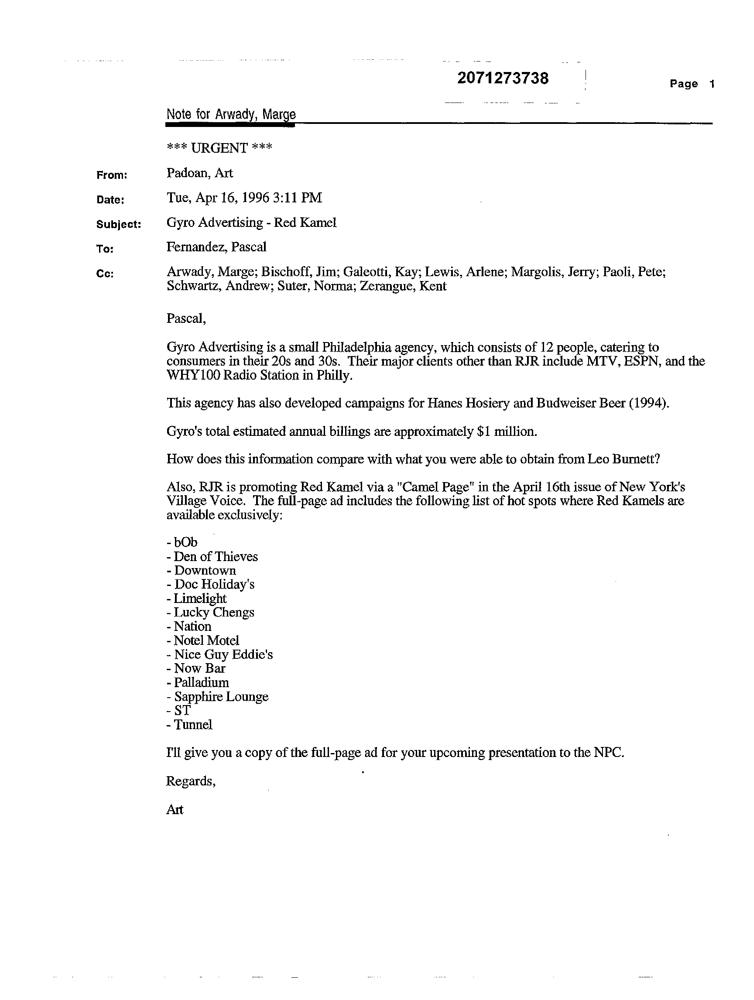 2071273738
Page 1
Note for Arwady, Marge
*** URGENT ***
From: Padoan, Art
Date: Tue, Apr 16, 1996 3:11 PM
Subject: Gyro Advertising - Red Kamel
To: Fernandez, Pascal
Cc: Arwady, Marge; Bischoff, Jim; Galeotti, Kay; Lewis, Arlene; Margolis, Jerry; Paoli, Pete;
Schwartz, Andrew; Suter, Norma; Zerangue, Kent
Pascal,
Gyro Advertising is a small Philadelphia agency, which consists of 12 people, catering to
consumers in their 20s and 30s. Their major clients other than RJR include MTV, ESPN, and the
WHY100 Radio Station in Philly.
This agency has also developed campaigns for Hanes Hosiery and Budweiser Beer (1994).
Gyro's total estimated annual billings are approximately $1 million.
How does this information compare with what you were able to obtain from Leo Burnett?
Also, RJR is promoting Red Kamel via a "Camel Page" in the April 16th issue of New York's
Village Voice. The full-page ad includes the following list of hot spots where Red Kamels are
available exclusively:
- bOb
- Den of Thieves
- Downtown
- Doc Holiday's
- Limelight
- Lucky Chengs
- Nation
- Notel Motel
- Nice Guy Eddie's
- Now Bar
- Palladium
- Sapphire Lounge
- ST
- Tunnel
I'll give you a copy of the full-page ad for your upcoming presentation to the NPC.
Regards,
Art